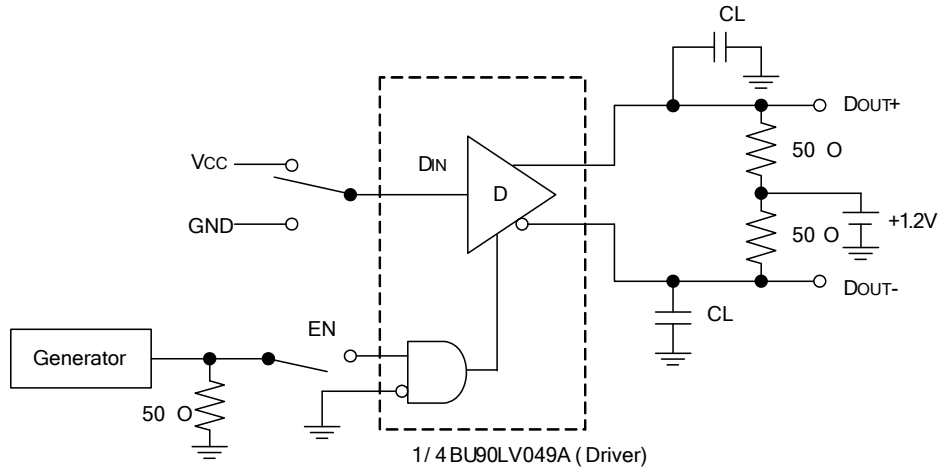 CL
DOUT+
50 O
VCC
DIN
D
+1.2V
GND
50 O
DOUT-
CL
EN
Generator
50 O
1/4 BU90LV049A (Driver)